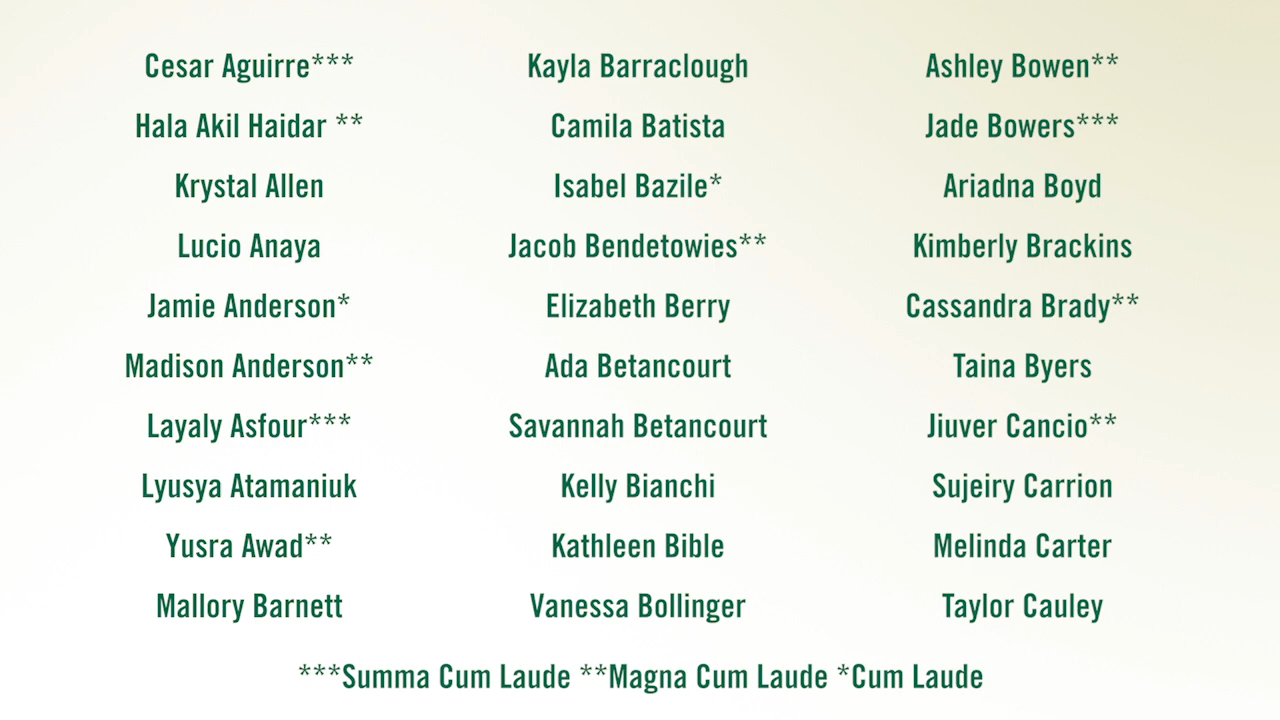 Cesar Aguirre***
Hala Akil Haidar **
Krystal Allen
Lucio Anaya
Jamie Anderson*
Madison Anderson**
Layaly Asfour***
Lyusya Atamaniuk
Yusra Awad**
Mallory Barnett
Kayla Barraclough
Camila Batista
Isabel Bazile*
Jacob Bendetowies**
Elizabeth Berry
Ada Betancourt
Savannah Betancourt
Kelly Bianchi
Kathleen Bible
Vanessa Bollinger
Ashley Bowen**
Jade Bowers***
Ariadna Boyd
Kimberly Brackins
Cassandra Brady**
Taina Byers
Jiuver Cancio**
Sujeiry Carrion
Melinda Carter
Taylor Cauley
***Summa Cum Laude **Magna Cum Laude *Cum Laude